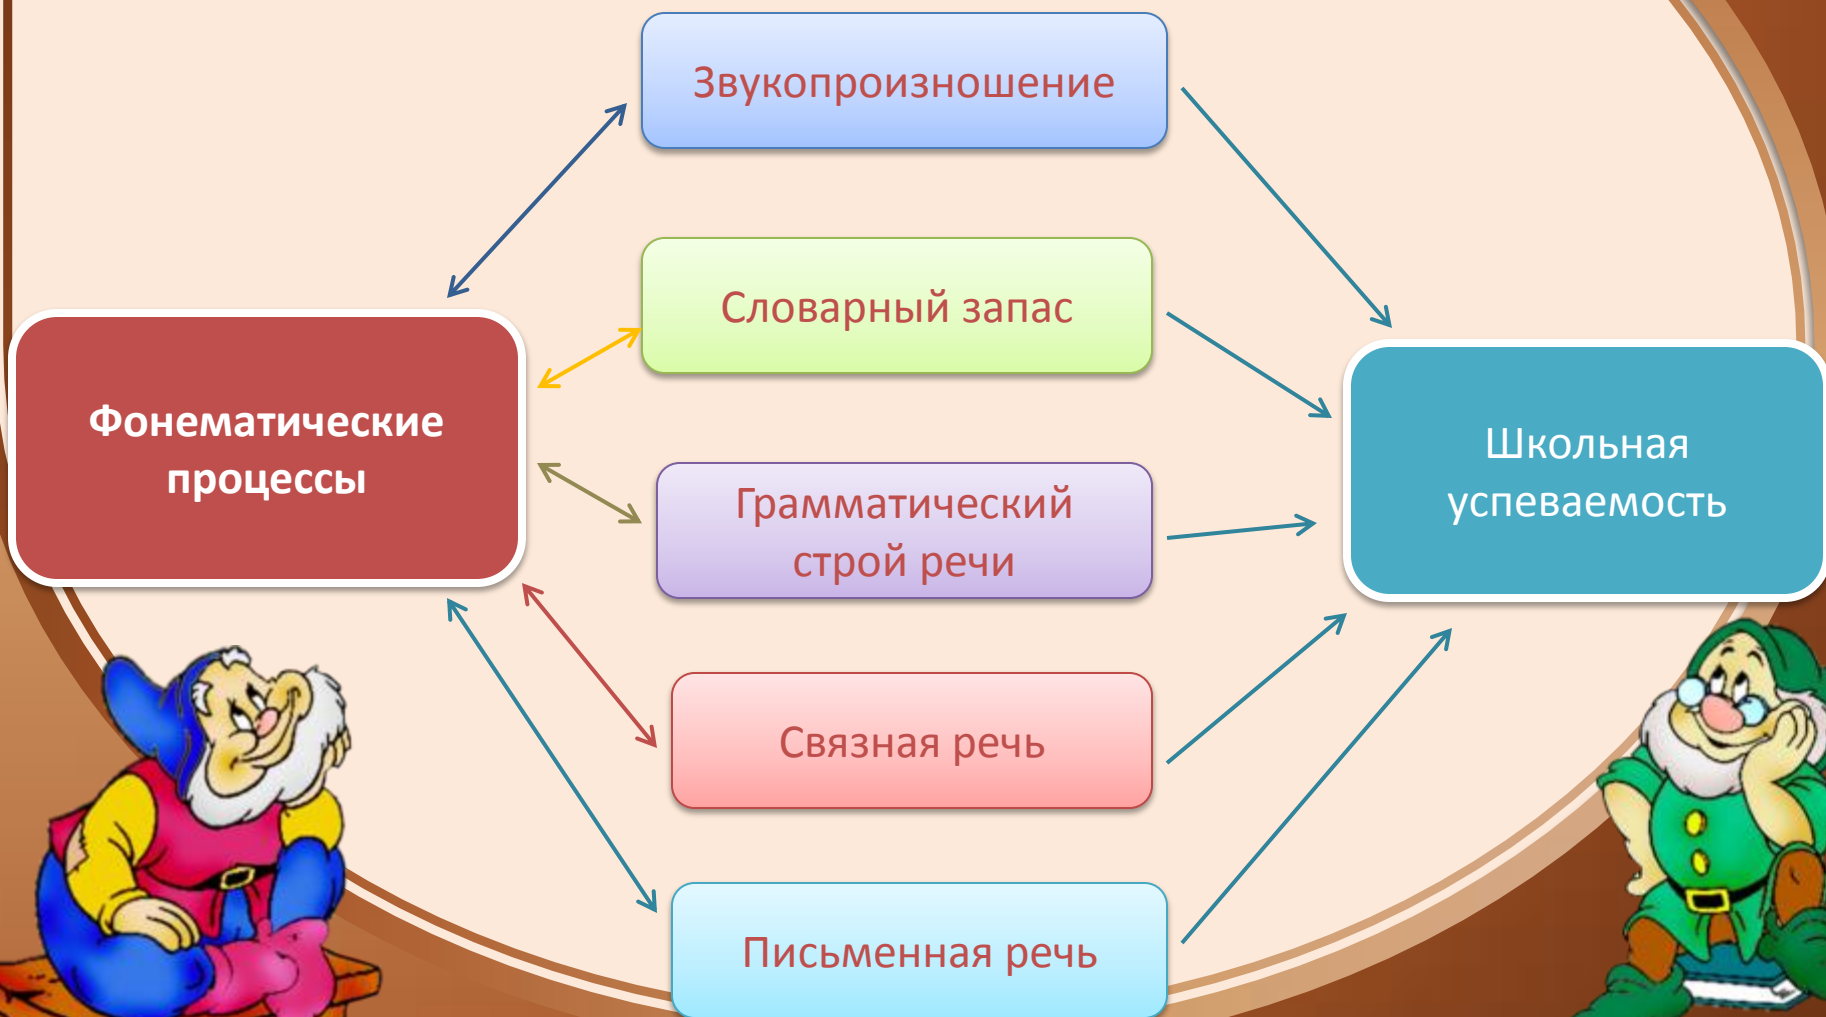 Звукопроизношение
Словарный запас
Фонематические
процессы
Грамматический
строй речи
Школьная
успеваемость
Связная речь
Письменная речь